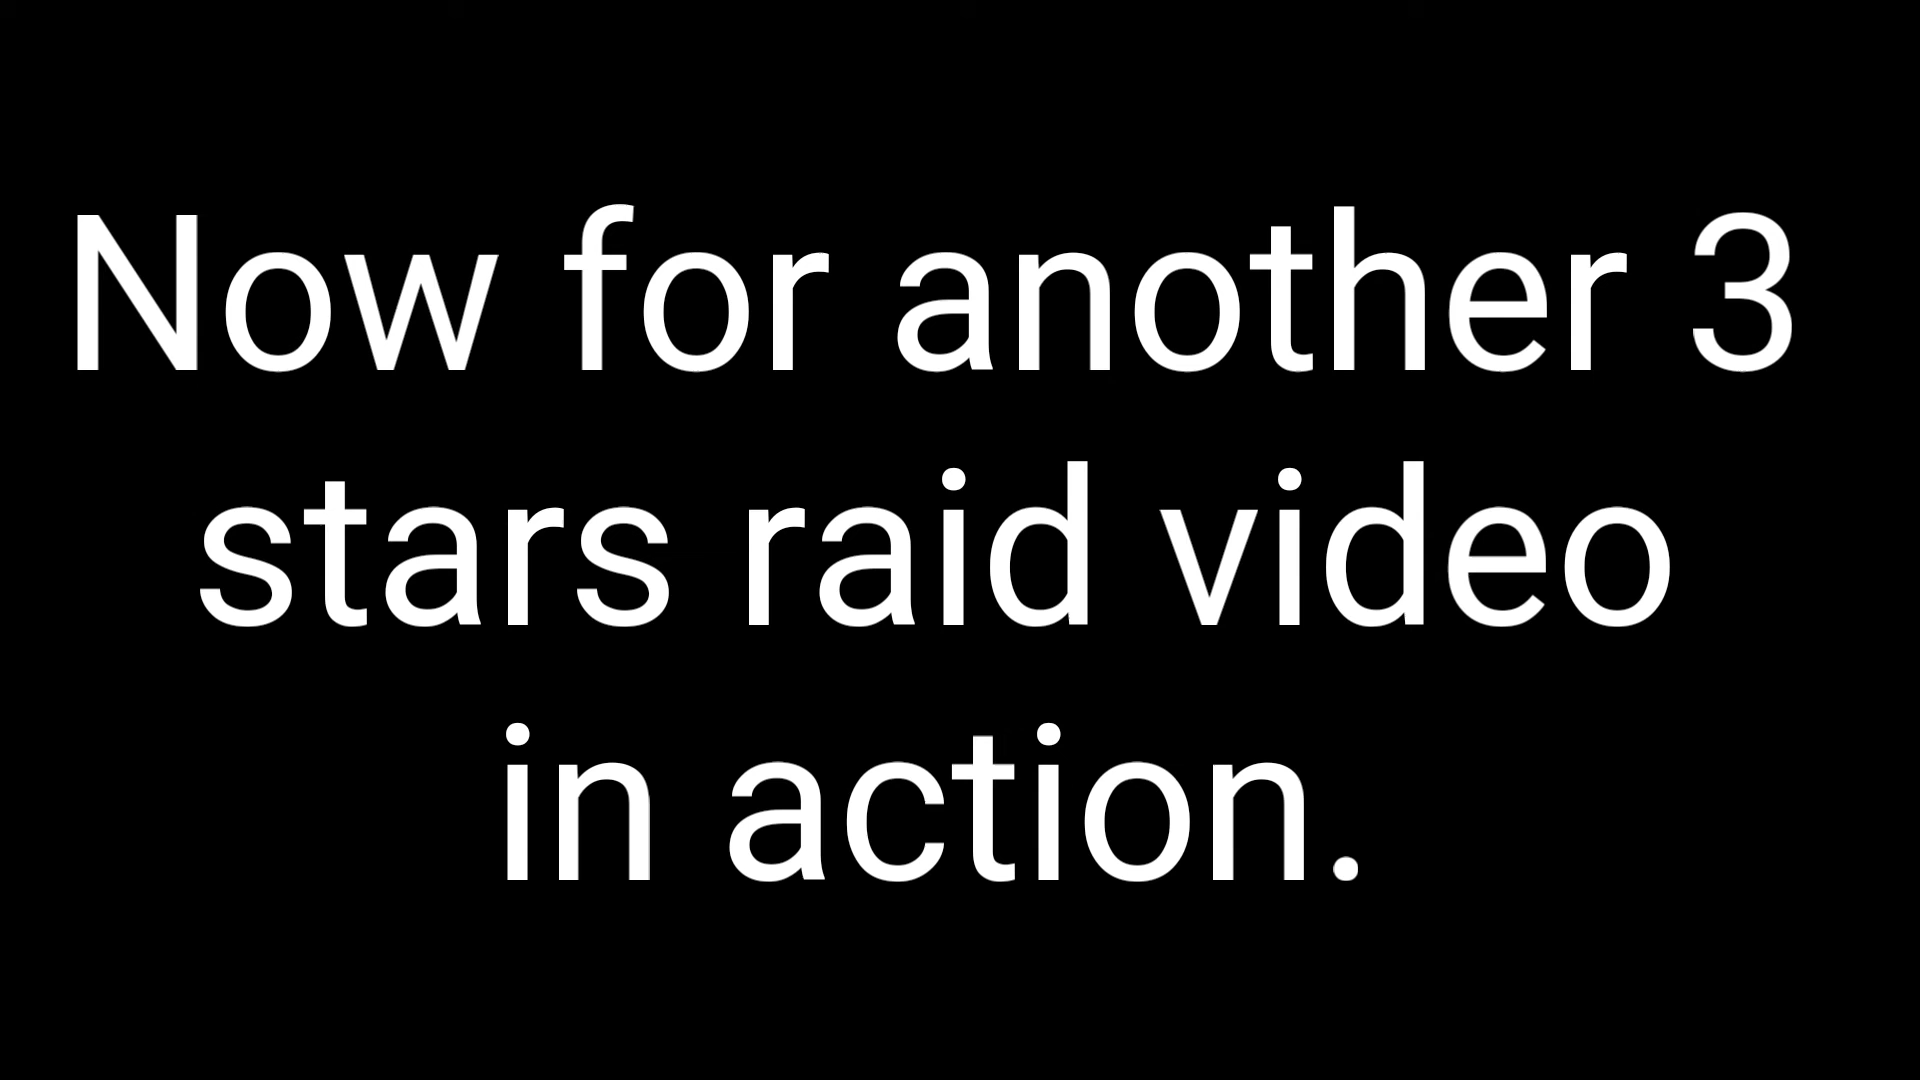 Now for another 3
stars raid video
in action.